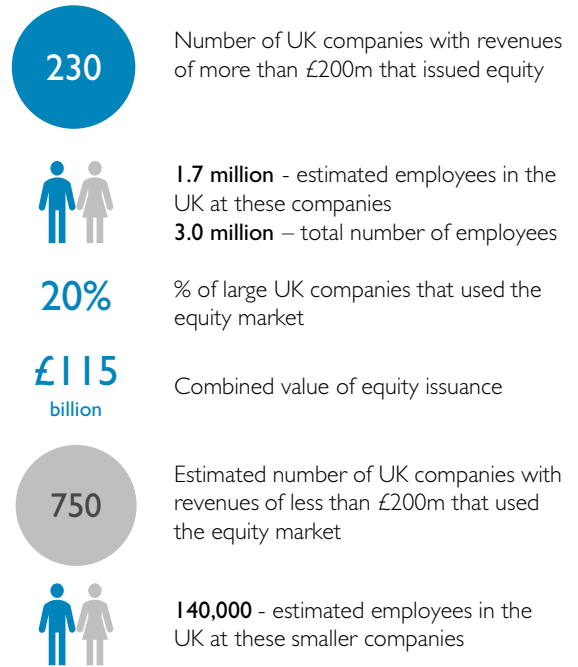 230
Number of UK companies with revenues
of more than £200m that issued equity
1.7 million - estimated employees in the
UK at these companies
3.0 million – total number of employees
20%
% of large UK companies that used the
equity market
£115
billion
Combined value of equity issuance
750
Estimated number of UK companies with
revenues of less than £200m that used
the equity market
140,000 - estimated employees in the
UK at these smaller companies